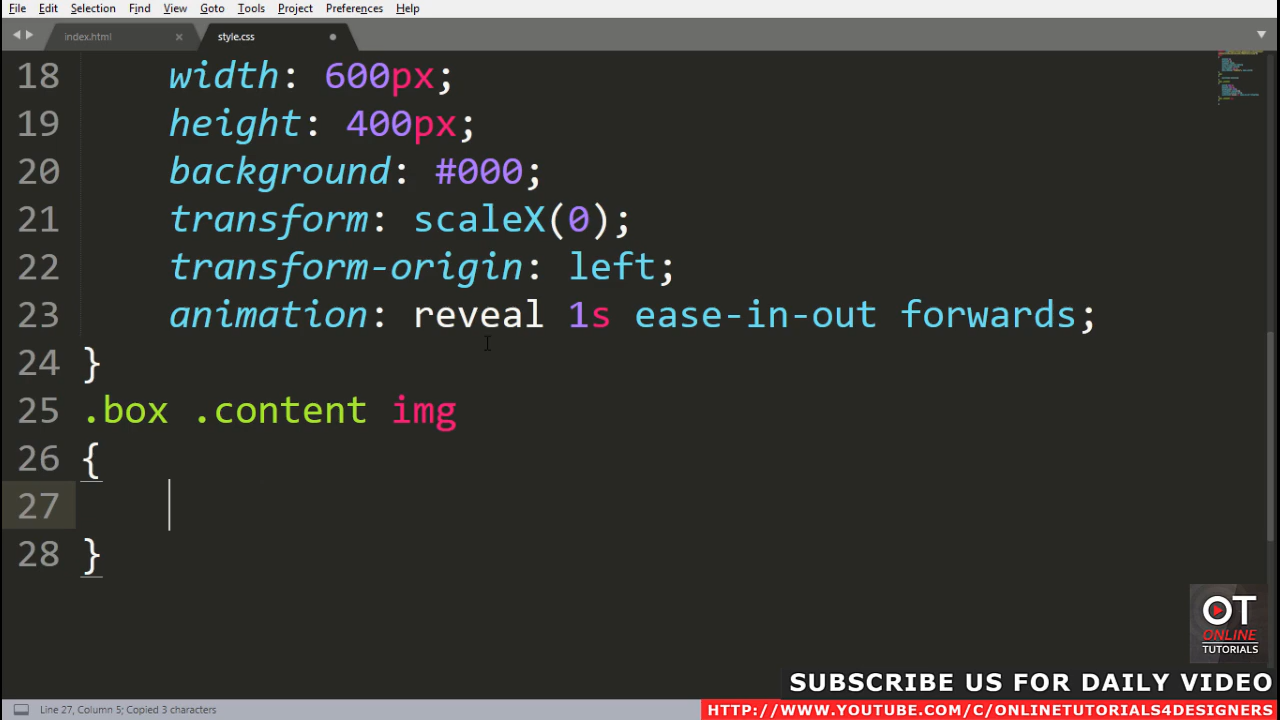 File Edit Selection Find View Goto Tools Project Preferences Help
index.html × style.css
18 width: 600px;
19 height: 400px;
20 background: #000;
21 transform: scaleX(0);
22 transform-origin: left;
23 animation: reveal 1s ease-in-out forwards;
24 }
25 .box .content img
26 {
27
28 }
OT
ONLINE
TUTORIALS
SUBSCRIBE US FOR DAILY VIDEO
Line 27, Column 5; Copied 3 characters
HTTP://WWW.YOUTUBE.COM/C/ONLINETUTORIALS4DESIGNERS